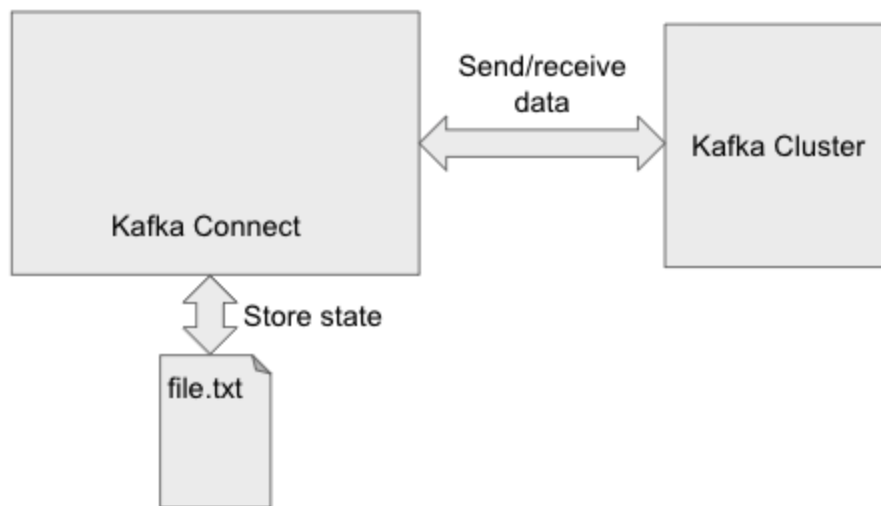 Send/receive
data
Kafka Cluster
Kafka Connect
Store state
file.txt